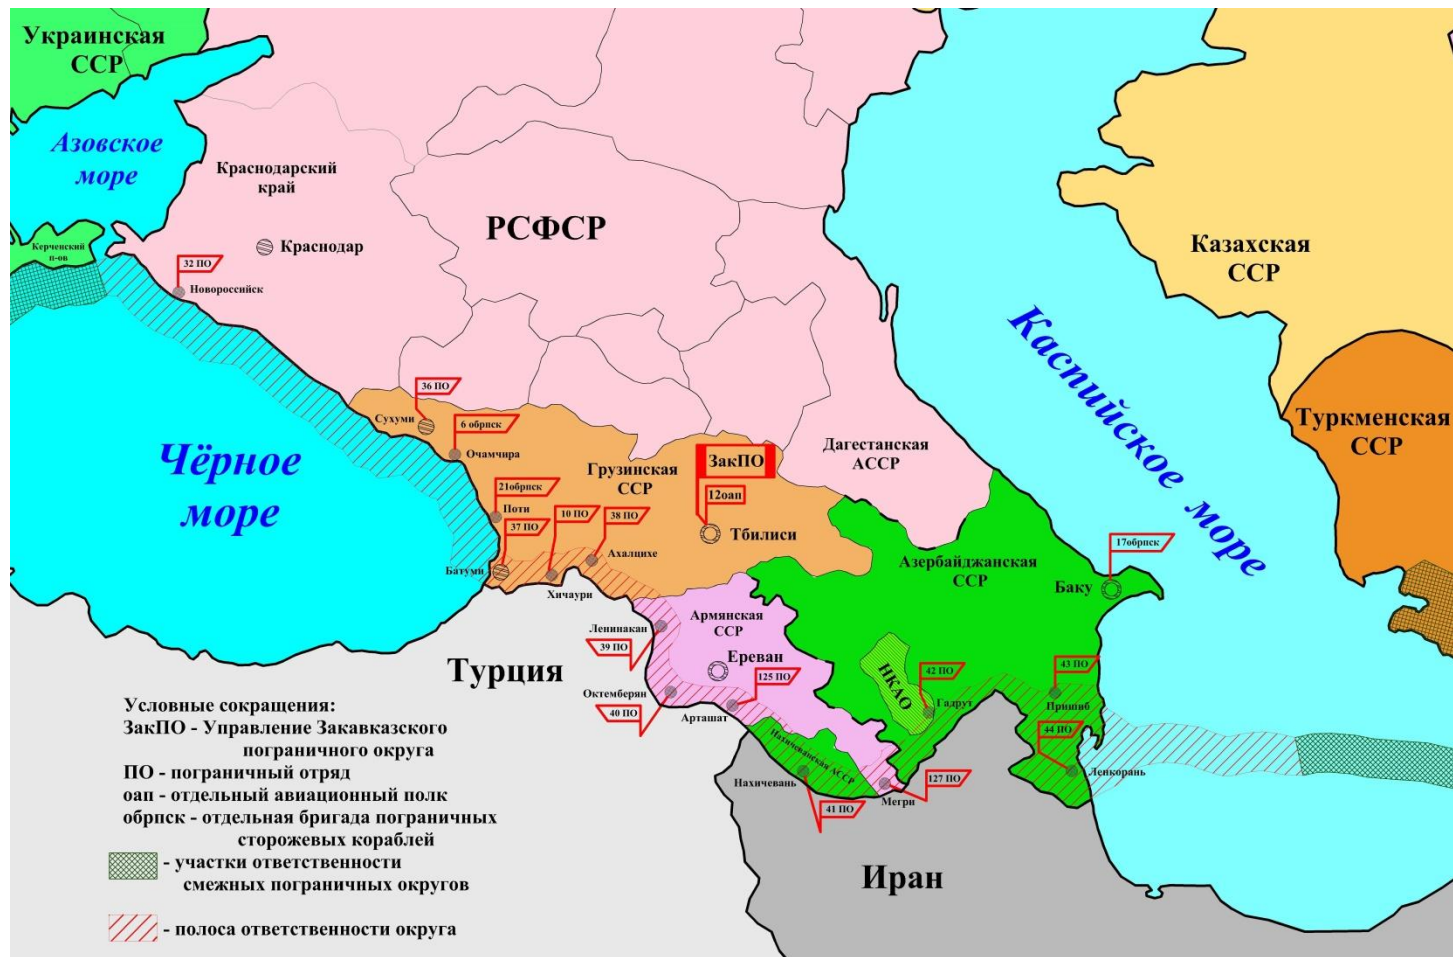 Украинская
ССР
Азовское
море
Краснодарский
край
РСФСР
Краснодар
Керченский
п-ов
32 ПО
Новороссийск
Казахская
ССР
Каспийское море
Туркменская
ССР
36 ПО
Сухуми
6 обрпск
Очамчира
Чёрное
море
Грузинская
ССР
ЗакПО
12оап
Тбилиси
Дагестанская
АССР
21обрпск
Поти
37 ПО
10 ПО
38 ПО
Ахалцихе
Батуми
Хичаури
Азербайджанская
ССР
17обрпск
Баку
Армянская
ССР
Ленинакан
39 ПО
Ереван
Турция
НКАО
42 ПО
Гадрут
43 ПО
Пришиб
125 ПО
Октемберян
40 ПО
Арташат
44 ПО
Ленкорань
Нахичеванская АССР
Нахичевань
41 ПО
Мегри
127 ПО
Иран
Условные сокращения:
ЗакПО - Управление Закавказского
пограничного округа
ПО - пограничный отряд
оап - отдельный авиационный полк
обрпск - отдельная бригада пограничных
сторожевых кораблей
- участки ответственности
смежных пограничных округов
- полоса ответственности округа